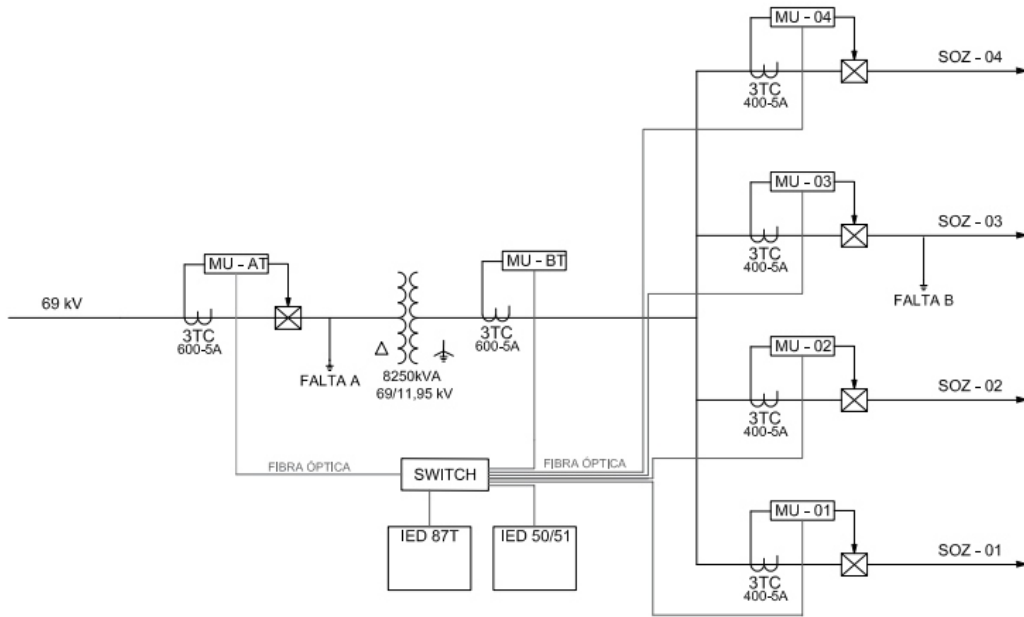 MU - 04
SOZ - 04
3TC
400-5A
MU - 03
SOZ - 03
3TC
400-5A
FALTA B
MU - AT
MU - BT
69 kV
3TC
600-5A
3TC
600-5A
FALTA A
Δ
8250kVA
69/11,95 kV
MU - 02
SOZ - 02
3TC
400-5A
FIBRA ÓPTICA
SWITCH
FIBRA ÓPTICA
IED 87T
IED 50/51
MU - 01
SOZ - 01
3TC
400-5A